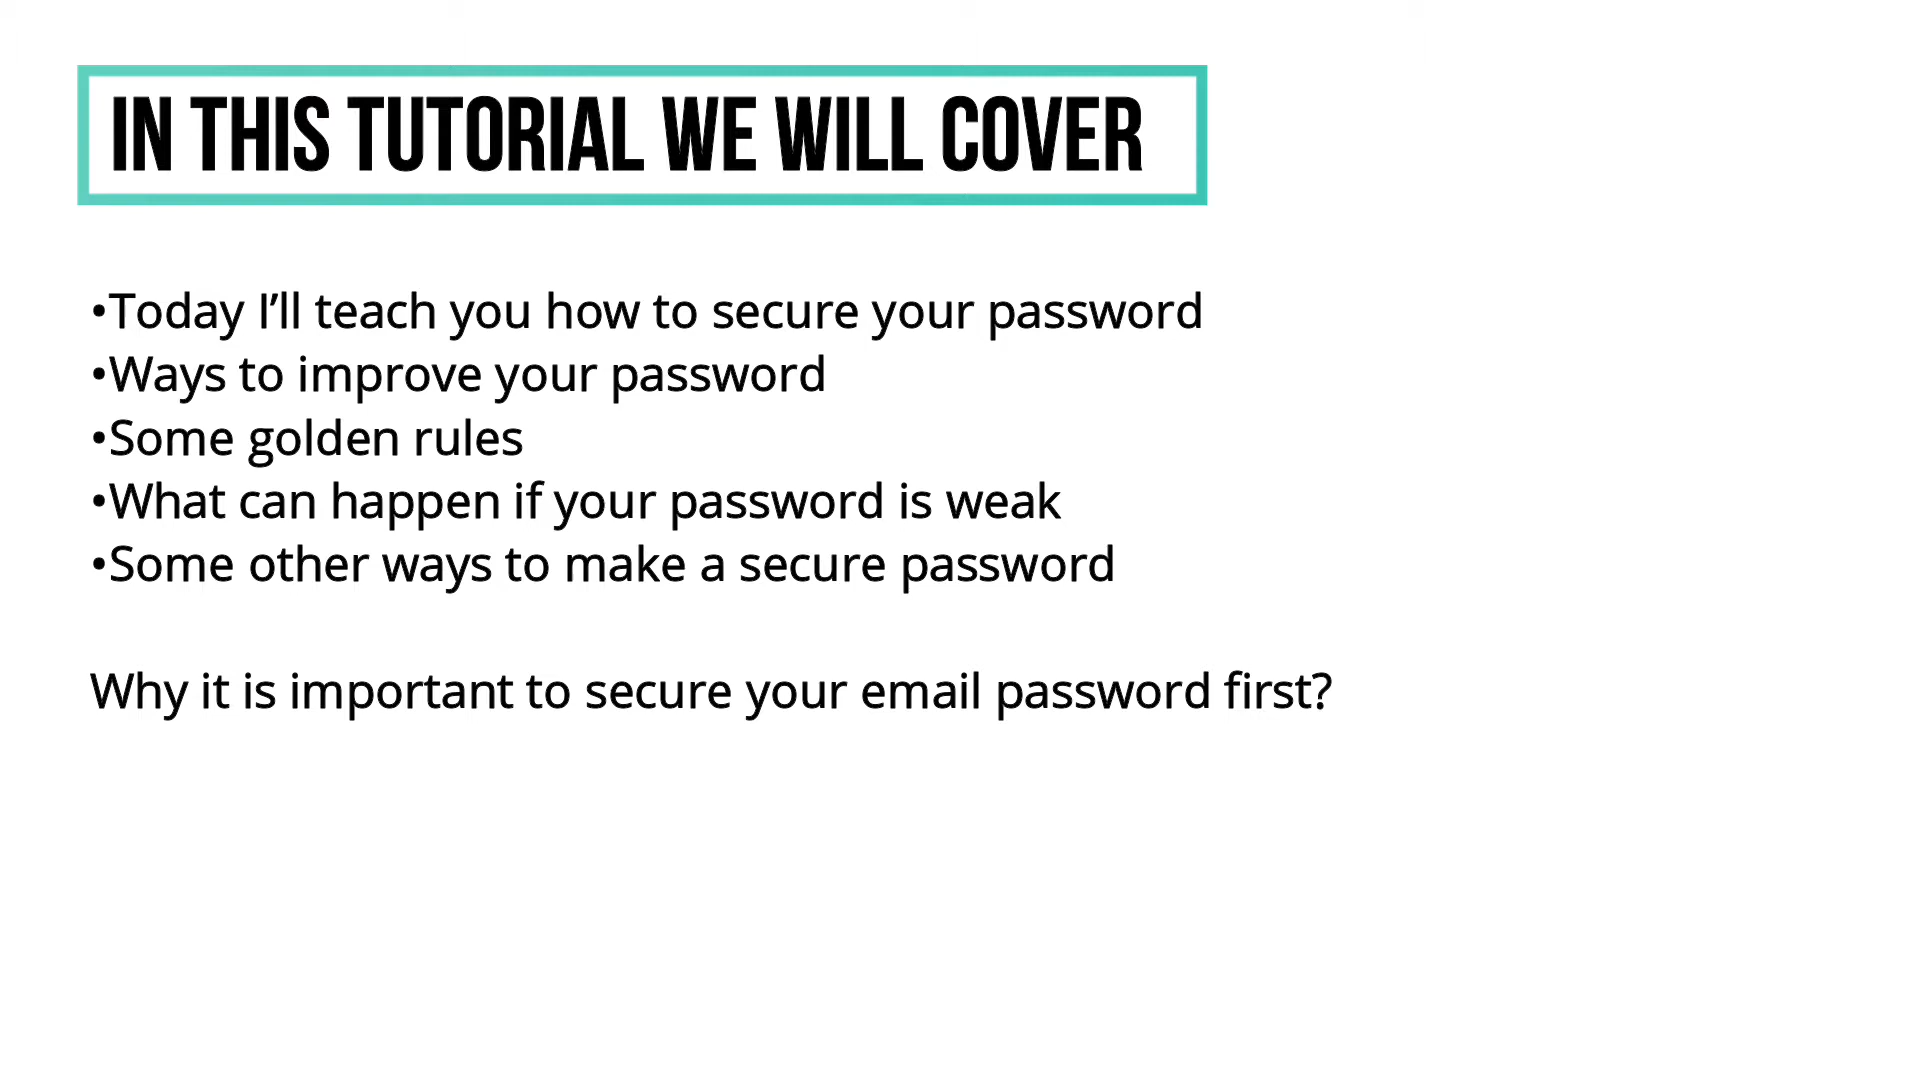 IN THIS TUTORIAL WE WILL COVER
•Today I’ll teach you how to secure your password
•Ways to improve your password
•Some golden rules
•What can happen if your password is weak
•Some other ways to make a secure password
Why it is important to secure your email password first?